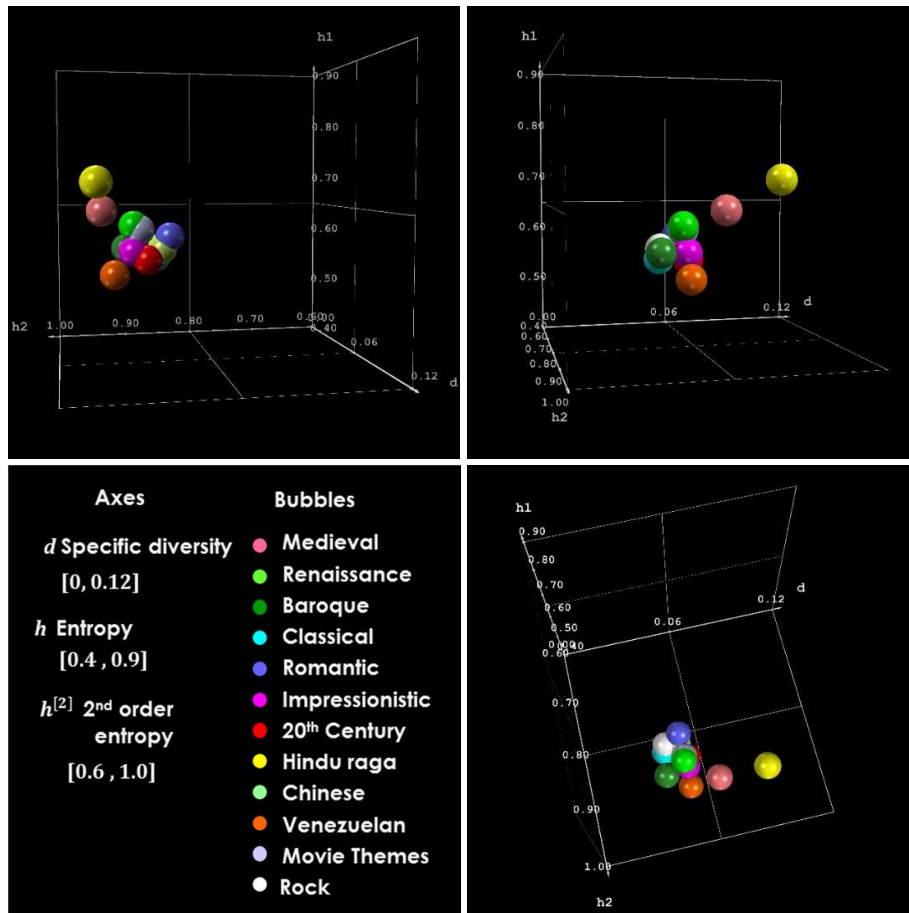 h1
0.90
0.80
0.70
0.60
0.50
0.40
h2
1.00
0.90
0.80
0.70
0.06
0.12
d
h1
0.90
0.80
0.70
0.60
0.50
0.40
0.00
0.06
0.12
d
0.60
0.70
0.80
0.90
1.00
h2
Axes
d Specific diversity
[0, 0.12]
h Entropy
[0.4 , 0.9]
h[2] 2nd order
entropy
[0.6 , 1.0]
Bubbles
Medieval
Renaissance
Baroque
Classical
Romantic
Impressionistic
20th Century
Hindu raga
Chinese
Venezuelan
Movie Themes
Rock
h1
0.90
0.80
0.70
0.60
0.50
0.40
0.06
0.12
d
0.60
0.70
0.80
0.90
1.00
h2